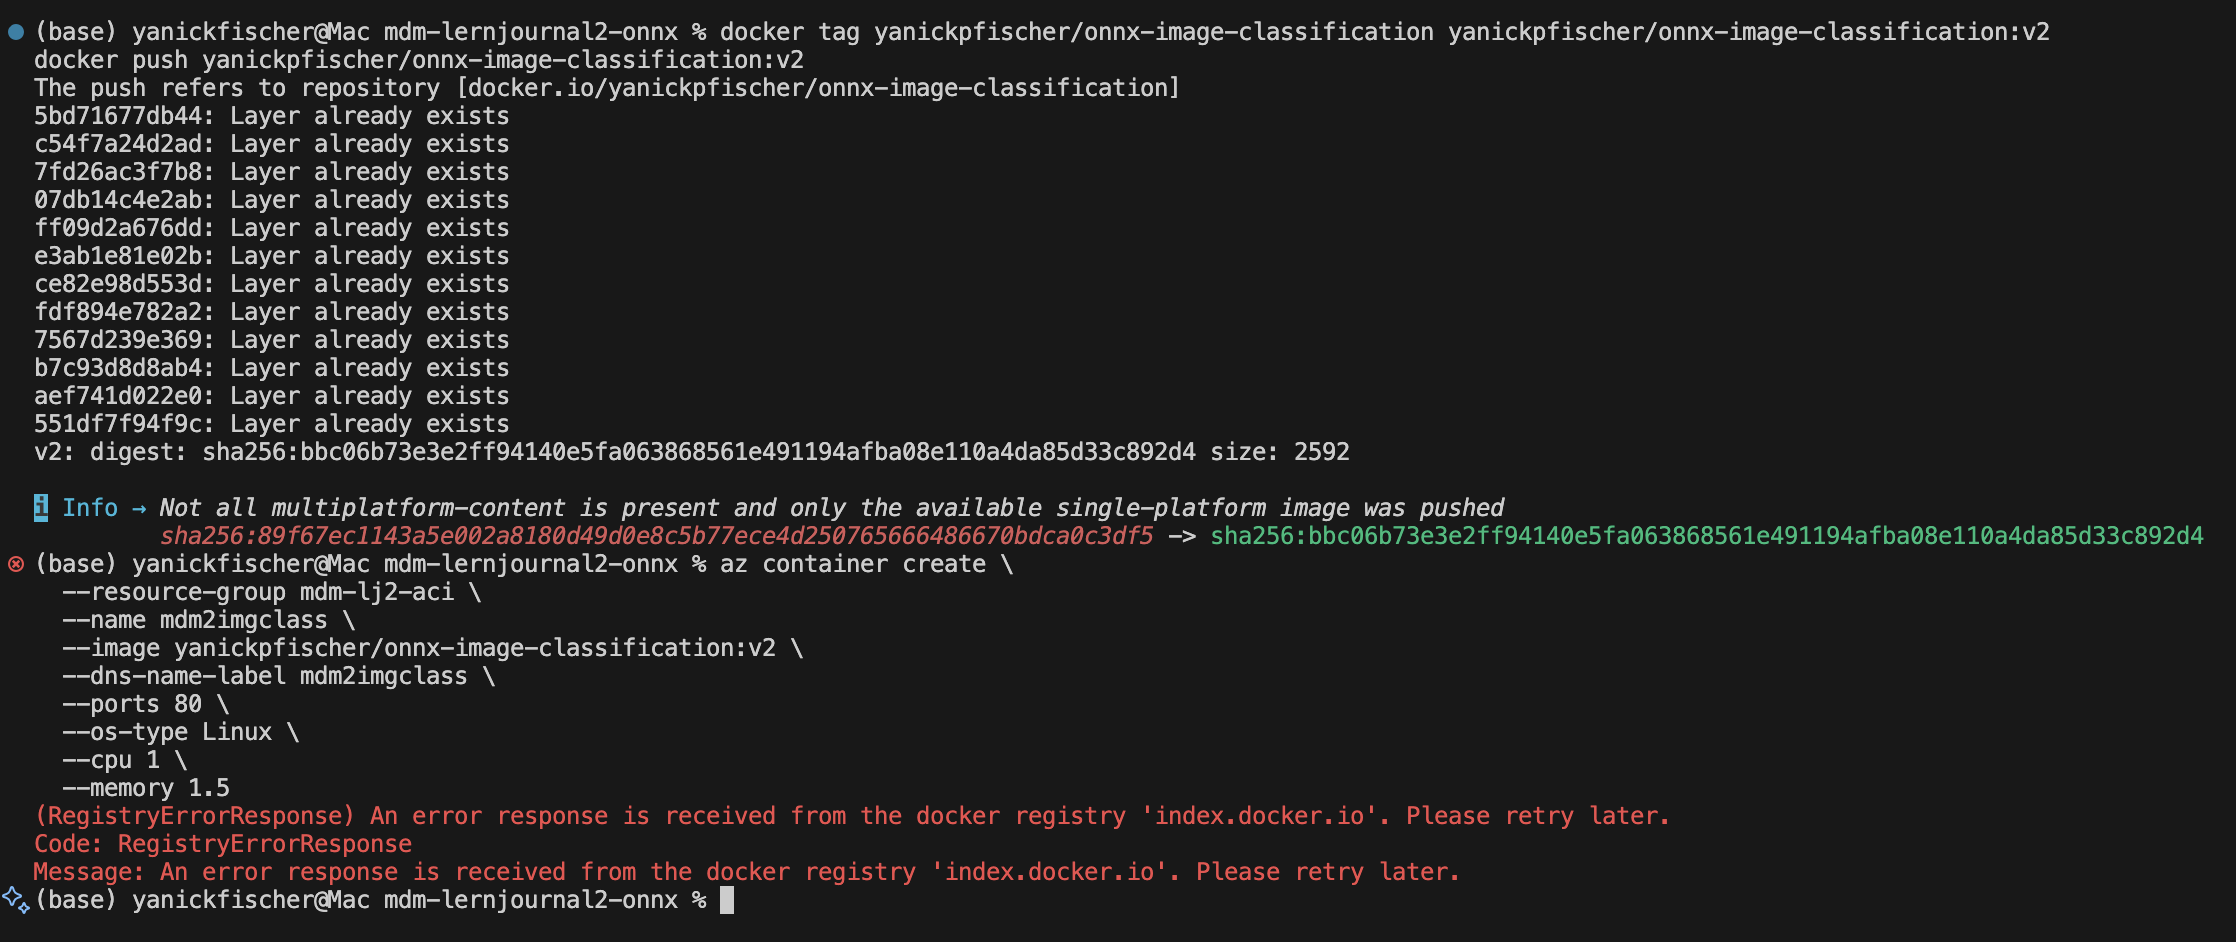 (base) yanickfischer@Mac mdm-lernjournal2-onnx % docker tag yanickpfischer/onnx-image-classification yanickpfischer/onnx-image-classification:v2
docker push yanickpfischer/onnx-image-classification:v2
The push refers to repository [docker.io/yanickpfischer/onnx-image-classification]
5bd71677db44: Layer already exists
c54f7a24d2ad: Layer already exists
7fd26ac3f7b8: Layer already exists
07db14c4e2ab: Layer already exists
ff09d2a676dd: Layer already exists
e3ab1e81e02b: Layer already exists
ce82e98d553d: Layer already exists
fdf894e782a2: Layer already exists
7567d239e369: Layer already exists
b7c93d8d8ab4: Layer already exists
aef741d022e0: Layer already exists
551df7f94f9c: Layer already exists
v2: digest: sha256:bbc06b73e3e2ff94140e5fa063868561e491194afba08e110a4da85d33c892d4 size: 2592
i Info → Not all multiplatform-content is present and only the available single-platform image was pushed
sha256:89f67ec1143a5e002a8180d49d0e8c5b77ece4d250765666486670bdca0c3df5 -> sha256:bbc06b73e3e2ff94140e5fa063868561e491194afba08e110a4da85d33c892d4
(base) yanickfischer@Mac mdm-lernjournal2-onnx % az container create \
--resource-group mdm-lj2-aci \
--name mdm2imgclass \
--image yanickpfischer/onnx-image-classification:v2 \
--dns-name-label mdm2imgclass \
--ports 80 \
--os-type Linux \
--cpu 1 \
--memory 1.5
(RegistryErrorResponse) An error response is received from the docker registry 'index.docker.io'. Please retry later.
Code: RegistryErrorResponse
Message: An error response is received from the docker registry 'index.docker.io'. Please retry later.
(base) yanickfischer@Mac mdm-lernjournal2-onnx %